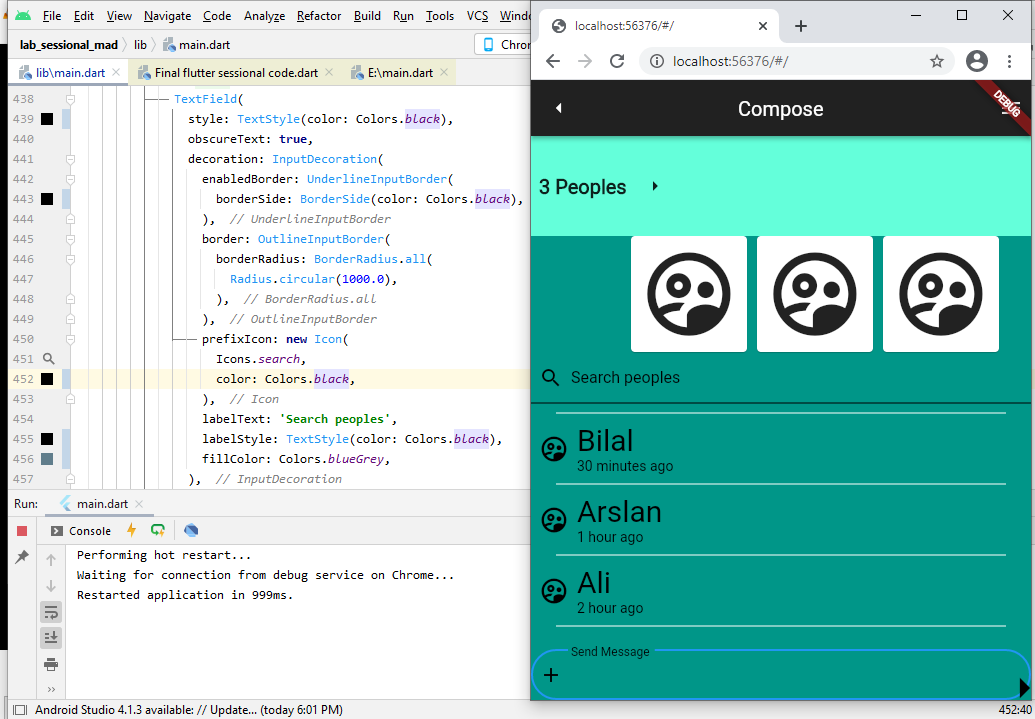 File Edit View Navigate Code Analyze Refactor Build Run Tools VCS Windo
lab_sessional_mad lib main.dart Chron
lib\main.dart Final flutter sessional code.dart E:\main.dart
438 TextField(
439 style: TextStyle(color: Colors.black),
440 obscureText: true,
441 decoration: InputDecoration(
442 enabledBorder: UnderlineInputBorder(
443 borderSide: BorderSide(color: Colors.black),
444 ), // UnderlineInputBorder
445 border: OutlineInputBorder(
446 borderRadius: BorderRadius.all(
447 Radius.circular(1000.0),
448 ), // BorderRadius.all
449 ), // OutlineInputBorder
450 prefixIcon: new Icon(
451 Icons.search,
452 color: Colors.black,
453 ), // Icon
454 labelText: 'Search peoples',
455 labelStyle: TextStyle(color: Colors.black),
456 fillColor: Colors.blueGrey,
457 ), // InputDecoration
Run: main.dart
Console
Performing hot restart...
Waiting for connection from debug service on Chrome...
Restarted application in 999ms.
Android Studio 4.1.3 available: // Update... (today 6:01 PM)
452:40
localhost:56376/#/
localhost:56376/#/
Compose
DEBUG
3 Peoples
Search peoples
Bilal
30 minutes ago
Arslan
1 hour ago
Ali
2 hour ago
Send Message